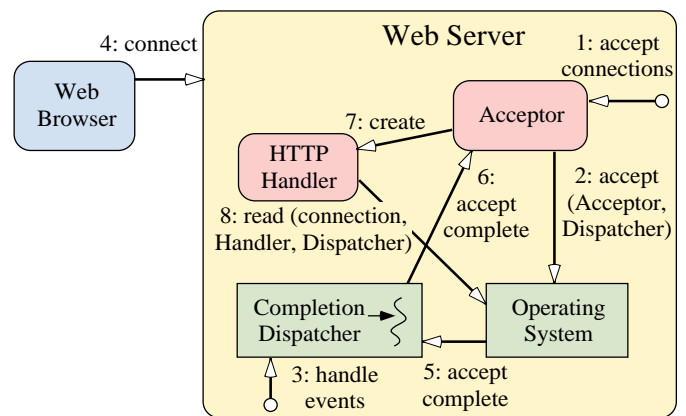 4: connect
Web Server
1: accept
connections
Web
Browser
Acceptor
7: create
HTTP
Handler
6:
accept
complete
2: accept
(Acceptor,
Dispatcher)
8: read (connection,
Handler, Dispatcher)
Completion
Dispatcher
Operating
System
3: handle
events
5: accept
complete